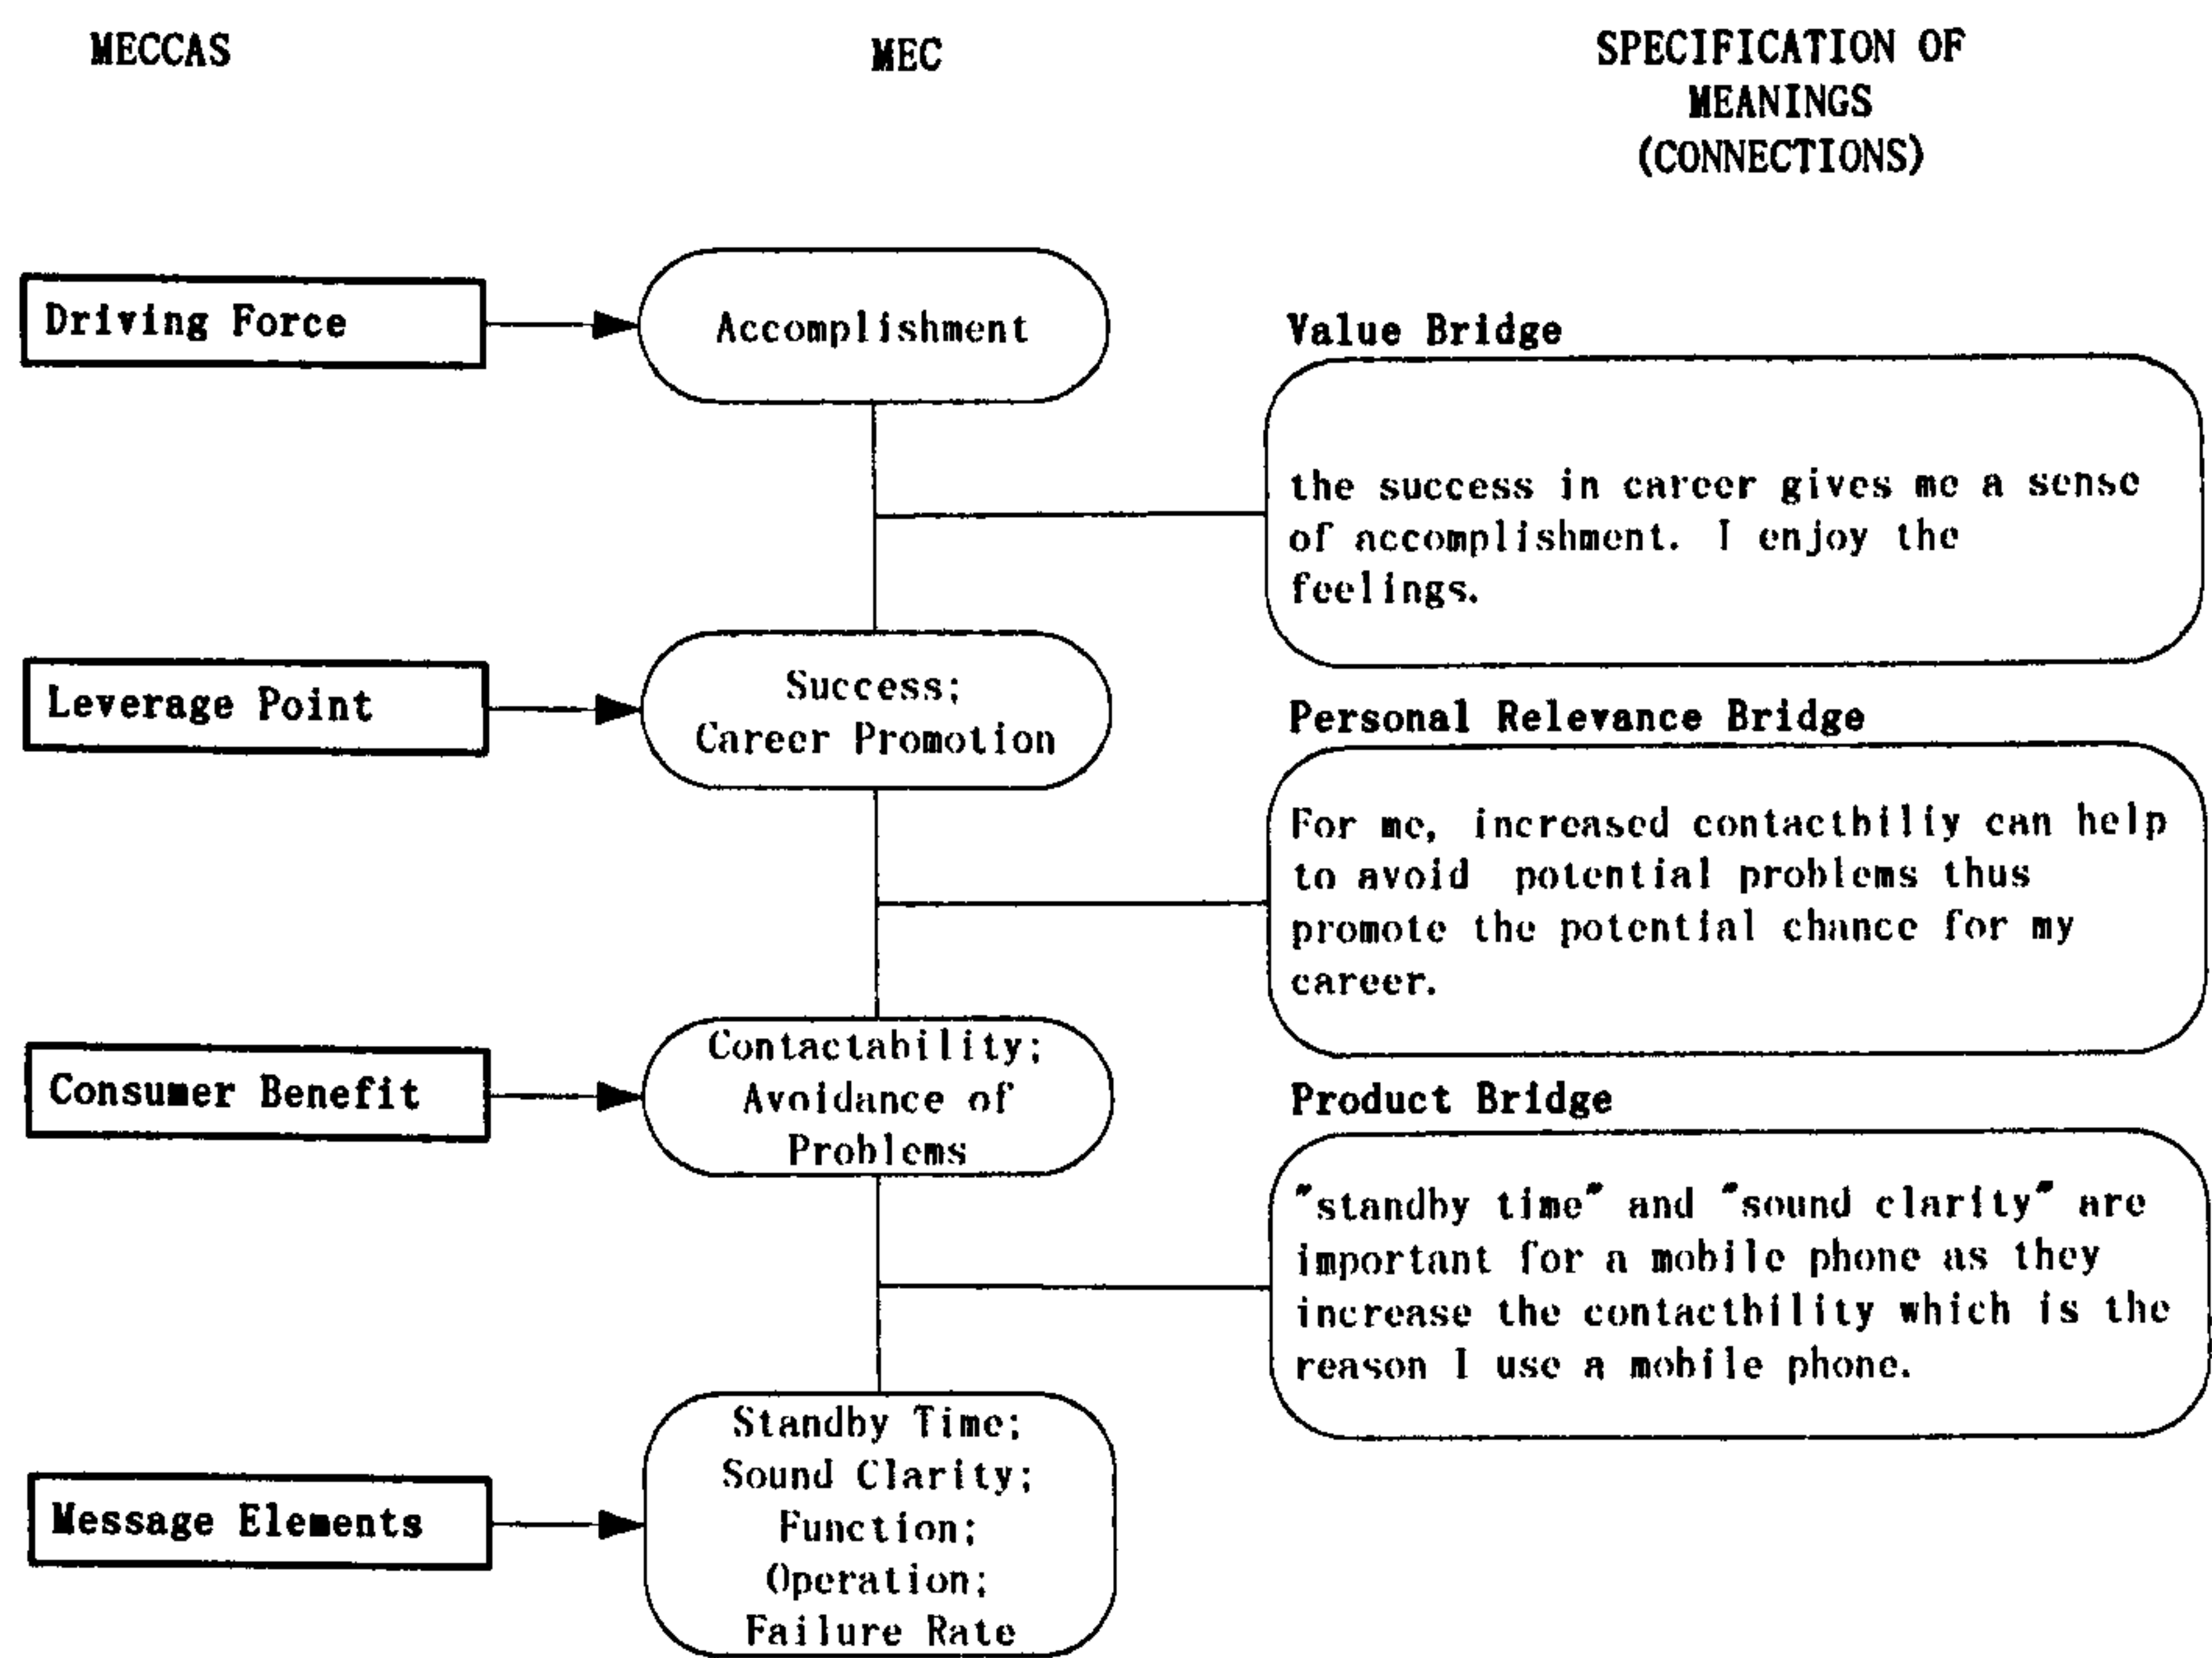 MECCAS
MEC
SPECIFICATION OF
MEANINGS
(CONNECTIONS)
Driving Force
Accomplishment
Value Bridge
the success in career gives me a sense
of accomplishment. I enjoy the
feelings.
Leverage Point
Success;
Career Promotion
Personal Relevance Bridge
For me, increased contactbiliy can help
to avoid potential problems thus
promote the potential chance for my
career.
Consumer Benefit
Contactability;
Avoidance of
Problems
Product Bridge
"standby time" and "sound clarity" are
important for a mobile phone as they
increase the contactbility which is the
reason I use a mobile phone.
Message Elements
Standby Time;
Sound Clarity;
Function;
Operation;
Failure Rate